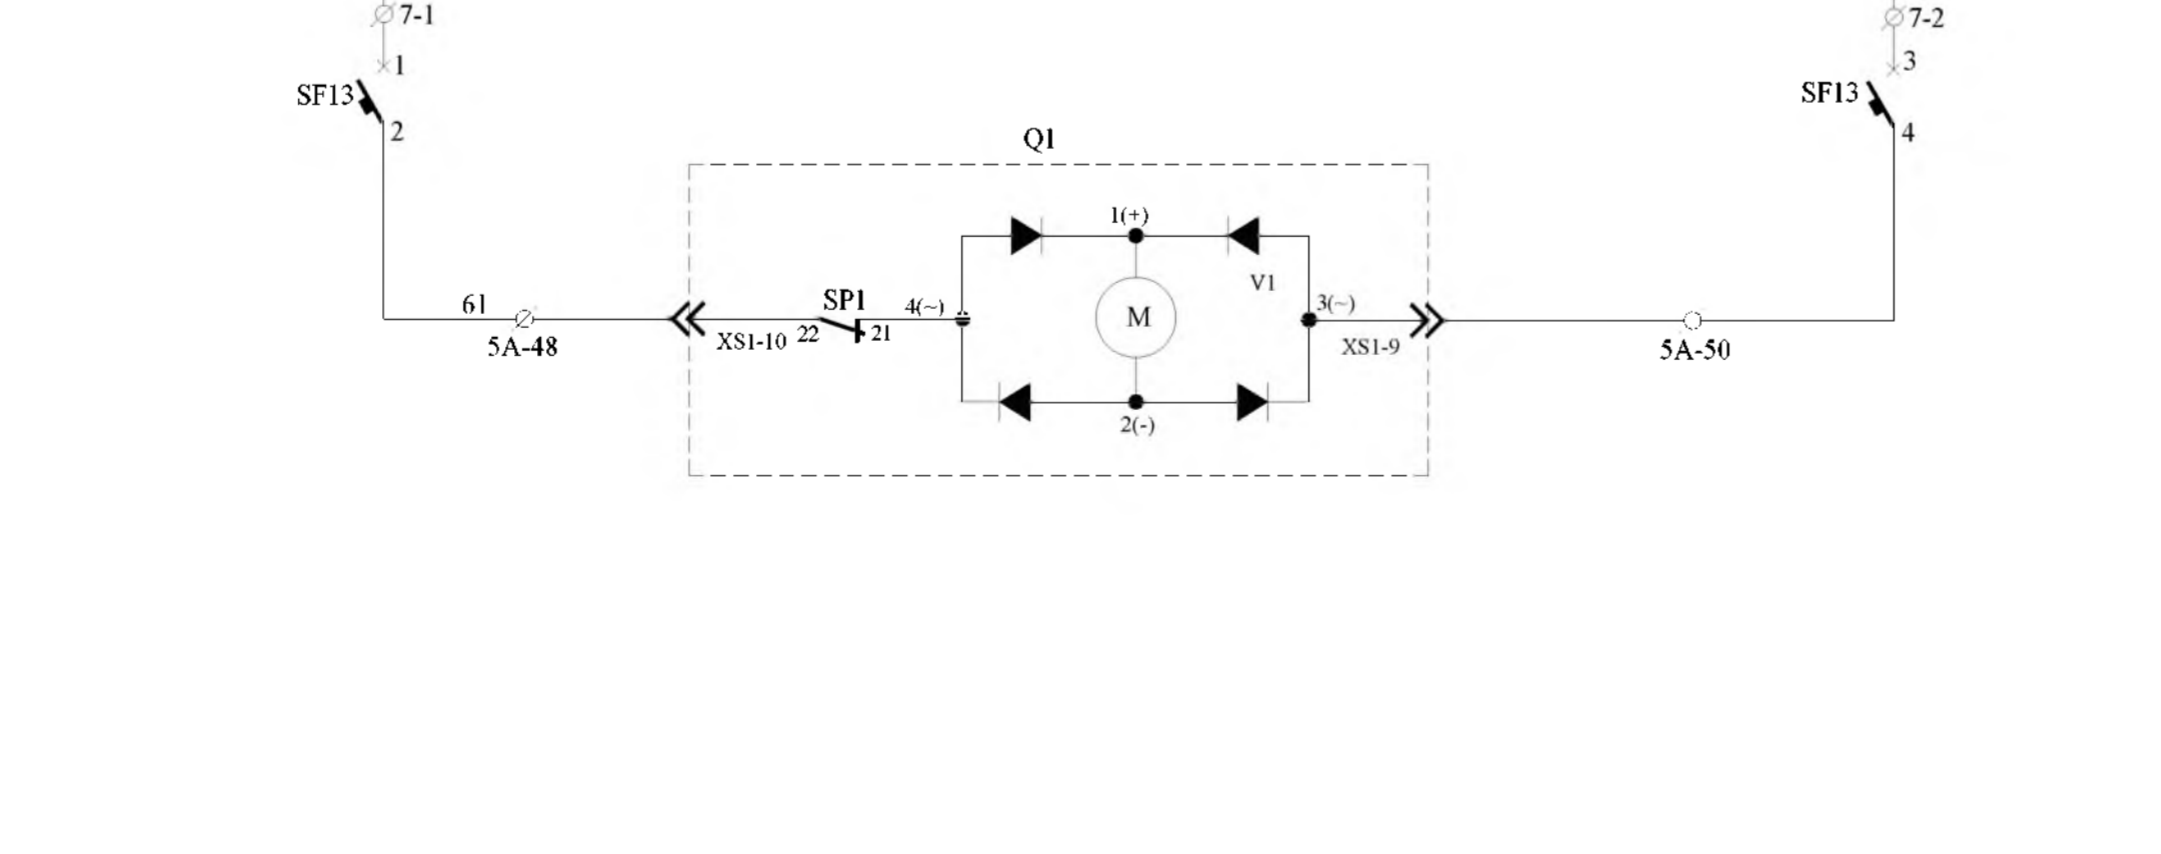 7-1
7-2
1
3
SF13
SF13
2
4
Q1
1(+)
V1
61
SP1
4(~)
M
3(~)
5A-48
XS1-10
22
21
XS1-9
5A-50
2(-)